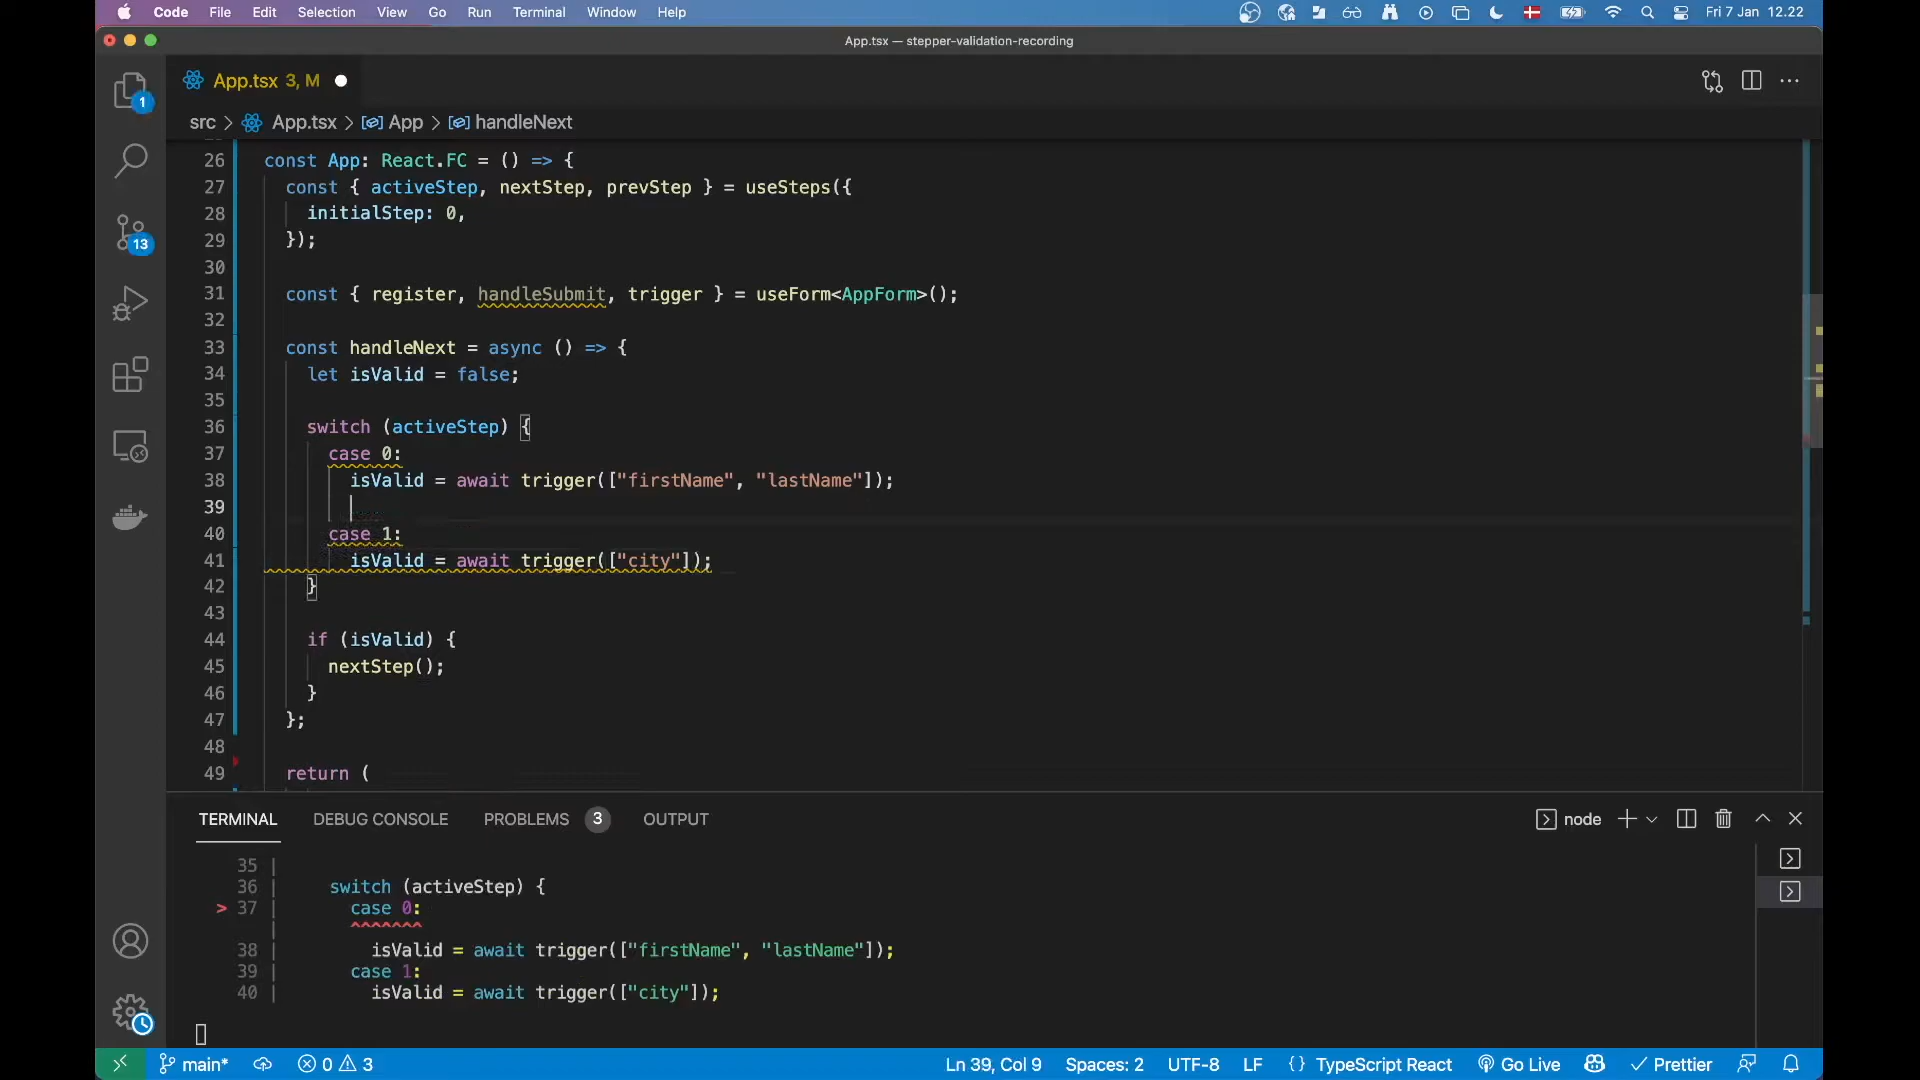 Code File Edit Selection View Go Run Terminal Window Help Fri 7 Jan 12.22
App.tsx — stepper-validation-recording
App.tsx 3, M
src > App.tsx > App > handleNext
1
13
26 const App: React.FC = () => {
27 const { activeStep, nextStep, prevStep } = useSteps({
28 initialStep: 0,
29 });
30
31 const { register, handleSubmit, trigger } = useForm<AppForm>();
32
33 const handleNext = async () => {
34 let isValid = false;
35
36 switch (activeStep) {
37 case 0:
38 isValid = await trigger(["firstName", "lastName"]);
39
40 case 1:
41 isValid = await trigger(["city"]);
42 }
43
44 if (isValid) {
45 nextStep();
46 }
47 };
48
49 return (
TERMINAL DEBUG CONSOLE PROBLEMS 3 OUTPUT node
35 |
36 | switch (activeStep) {
> 37 | case 0:
| ^^^^^^^
38 | isValid = await trigger(["firstName", "lastName"]);
39 | case 1:
40 | isValid = await trigger(["city"]);
main* 0 3 Ln 39, Col 9 Spaces: 2 UTF-8 LF {} TypeScript React Go Live Prettier